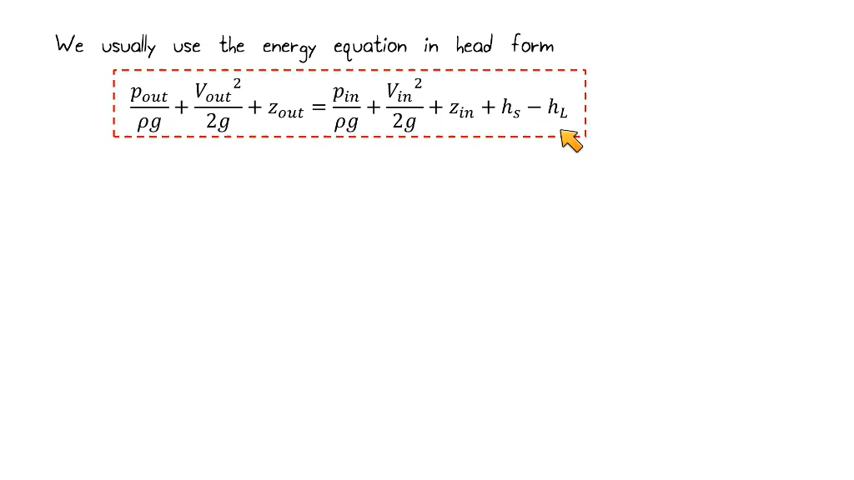 We usually use the energy equation in head form
p_out/ρg + V_out²/2g + z_out = p_in/ρg + V_in²/2g + z_in + h_s − h_L